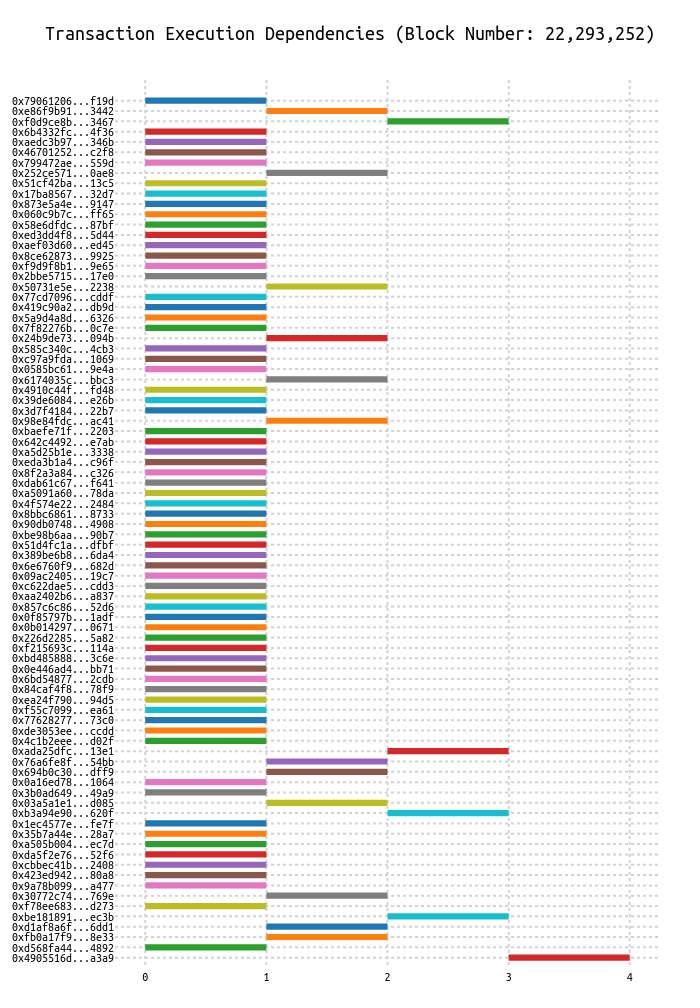 Transaction Execution Dependencies (Block Number: 22,293,252)
0x79061206...f19d
0xe86f9b91...3442
0xf0d9ce8b...3467
0x6b4332fc...4f36
0xaedc3b97...346b
0x46701252...c2f8
0x799472ae...559d
0x252ce571...0ae8
0x51cf42ba...13c5
0x17ba8567...32d7
0x873e5a4e...9147
0x060c9b7c...ff65
0x58e6dfdc...87bf
0xed3dd4f8...5d44
0xaef03d60...ed45
0x8ce62873...9925
0xf9d9f8b1...9e65
0x2bbe5715...17e0
0x50731e5e...2238
0x77cd7096...cddf
0x419c90a2...db9d
0x5a9d4a8d...6326
0x7f82276b...0c7e
0x24b9de73...094b
0x585c340c...4cb3
0xc97a9fda...1069
0x0585bc61...9e4a
0x6174035c...bbc3
0x4910c44f...fd48
0x39de6084...e26b
0x3d7f4184...22b7
0x98e84fdc...ac41
0xbaefe71f...2203
0x642c4492...e7ab
0xa5d25b1e...3338
0xeda3b1a4...c96f
0x8f2a3a84...c326
0xdab61c67...f641
0xa5091a60...78da
0x4f574e22...2484
0x8bbc6861...8733
0x90db0748...4908
0xbe98b6aa...90b7
0x51d4fc1a...dfbf
0x389be6b8...6da4
0x6e6760f9...682d
0x09ac2405...19c7
0xc622dae5...cdd3
0xaa2402b6...a837
0x857c6c86...52d6
0x0f85797b...1adf
0x0b014297...0671
0x226d2285...5a82
0xf215693c...114a
0xbd485888...3c6e
0x0e446ad4...bb71
0x6bd54877...2cdb
0x84caf4f8...78f9
0xea24f790...94d5
0xf55c7099...ea61
0x77628277...73c0
0xde3053ee...ccdd
0x4c1b2eee...d02f
0xada25dfc...13e1
0x76a6fe8f...54bb
0x694b0c30...dff9
0x0a16ed78...1064
0x3b0ad649...49a9
0x03a5a1e1...d085
0xb3a94e90...620f
0x1ec4577e...fe7f
0x35b7a44e...28a7
0xa505b004...ec7d
0xda5f2e76...52f6
0xcbbec41b...2408
0x423ed942...80a8
0x9a78b099...a477
0x30772c74...769e
0xf78ee683...d273
0xbe181891...ec3b
0xd1af8a6f...6dd1
0xfb0a17f9...8e33
0xd568fa44...4892
0x4905516d...a3a9
0 1 2 3 4